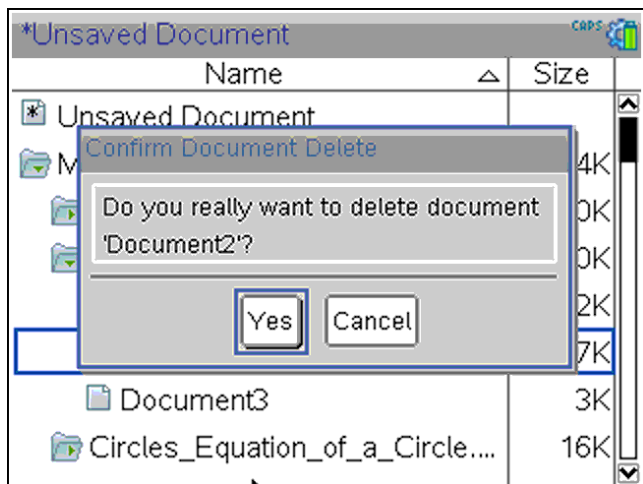 *Unsaved Document
CAPS
Name Size
Unsaved Document
Confirm Document Delete
M 4K
Do you really want to delete document
'Document2'?
0K
0K
2K
Yes Cancel
7K
Document3 3K
Circles_Equation_of_a_Circle.... 16K